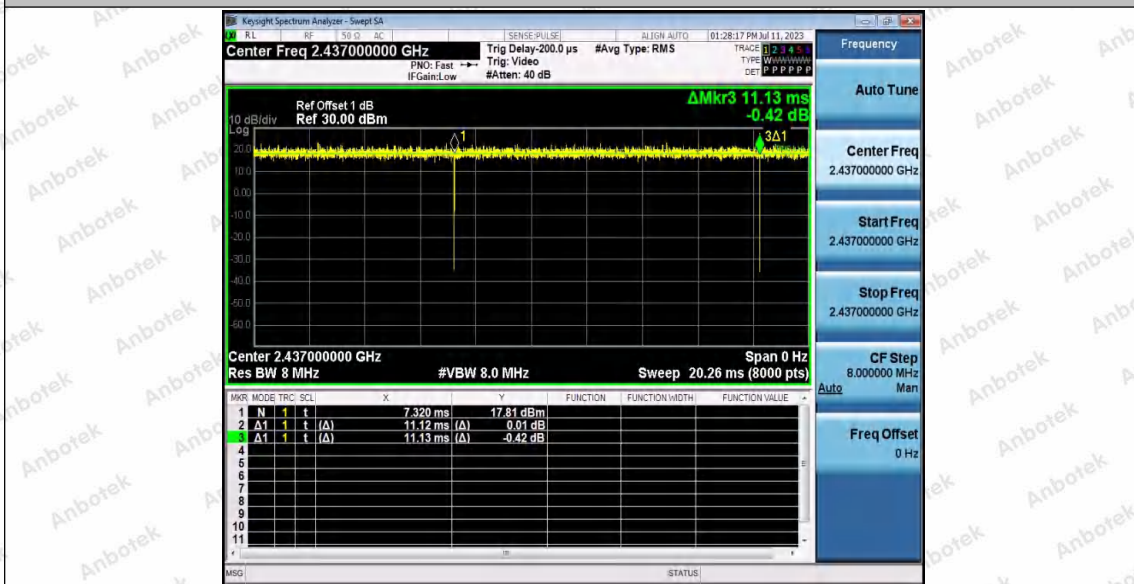 Keysight Spectrum Analyzer - Swept SA
RL RF 50 Ω AC SENSE:PULSE ALIGN AUTO 01:28:17 PM Jul 11, 2023
Center Freq 2.437000000 GHz
Trig Delay-200.0 µs #Avg Type: RMS
TRACE 1 2 3 4 5 6
PNO: Fast Trig: Video
TYPE WWWWWW
IFGain:Low #Atten: 40 dB
DET P P P P P P
ΔMkr3 11.13 ms
-0.42 dB
Ref Offset 1 dB
10 dB/div Ref 30.00 dBm
Log
1
3Δ1
20.0
10.0
0.00
-10.0
-20.0
-30.0
-40.0
-50.0
-60.0
Center 2.437000000 GHz Span 0 Hz
Res BW 8 MHz #VBW 8.0 MHz Sweep 20.26 ms (8000 pts)
MKR MODE TRC SCL X Y FUNCTION FUNCTION WIDTH FUNCTION VALUE
1 N 1 t 7.320 ms 17.81 dBm
2 Δ1 1 t (Δ) 11.12 ms (Δ) 0.01 dB
3 Δ1 1 t (Δ) 11.13 ms (Δ) -0.42 dB
4
5
6
7
8
9
10
11
MSG STATUS
Frequency
Auto Tune
Center Freq
2.437000000 GHz
Start Freq
2.437000000 GHz
Stop Freq
2.437000000 GHz
CF Step
8.000000 MHz
Auto Man
Freq Offset
0 Hz
Anbotek